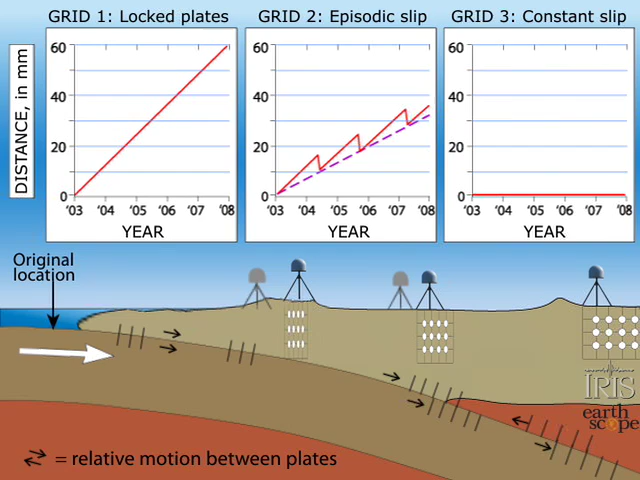 GRID 1: Locked plates
GRID 2: Episodic slip
GRID 3: Constant slip
DISTANCE, in mm
60
40
20
0
'03 '04 '05 '06 '07 '08
YEAR
60
40
20
0
'03 '04 '05 '06 '07 '08
YEAR
60
40
20
0
'03 '04 '05 '06 '07 '08
YEAR
Original
location
IRIS
earth
scope
= relative motion between plates